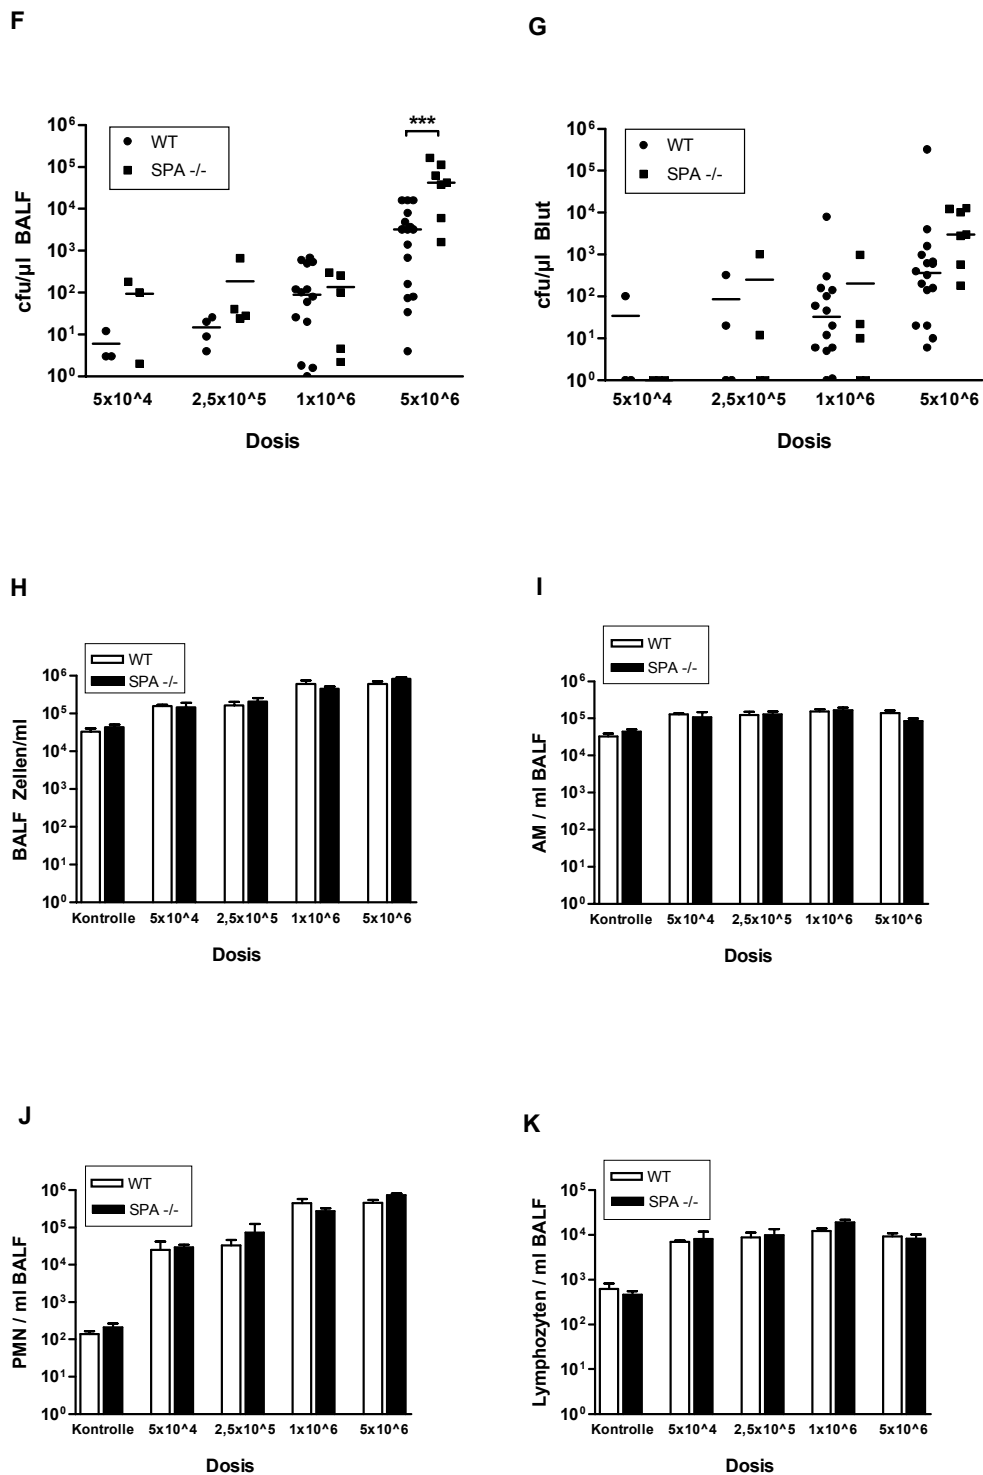 F
10^6
10^5
10^4
10^3
10^2
10^1
10^0
cfu/µl BALF
WT
SPA -/-
***
5x10^4 2,5x10^5 1x10^6 5x10^6
Dosis
G
10^6
10^5
10^4
10^3
10^2
10^1
10^0
cfu/µl Blut
WT
SPA -/-
5x10^4 2,5x10^5 1x10^6 5x10^6
Dosis
H
10^6
10^5
10^4
10^3
10^2
10^1
10^0
BALF Zellen/ml
WT
SPA -/-
Kontrolle 5x10^4 2,5x10^5 1x10^6 5x10^6
Dosis
I
10^6
10^5
10^4
10^3
10^2
10^1
10^0
AM / ml BALF
WT
SPA -/-
Kontrolle 5x10^4 2,5x10^5 1x10^6 5x10^6
Dosis
J
10^6
10^5
10^4
10^3
10^2
10^1
10^0
PMN / ml BALF
WT
SPA -/-
Kontrolle 5x10^4 2,5x10^5 1x10^6 5x10^6
Dosis
K
10^5
10^4
10^3
10^2
10^1
10^0
Lymphozyten / ml BALF
WT
SPA -/-
Kontrolle 5x10^4 2,5x10^5 1x10^6 5x10^6
Dosis